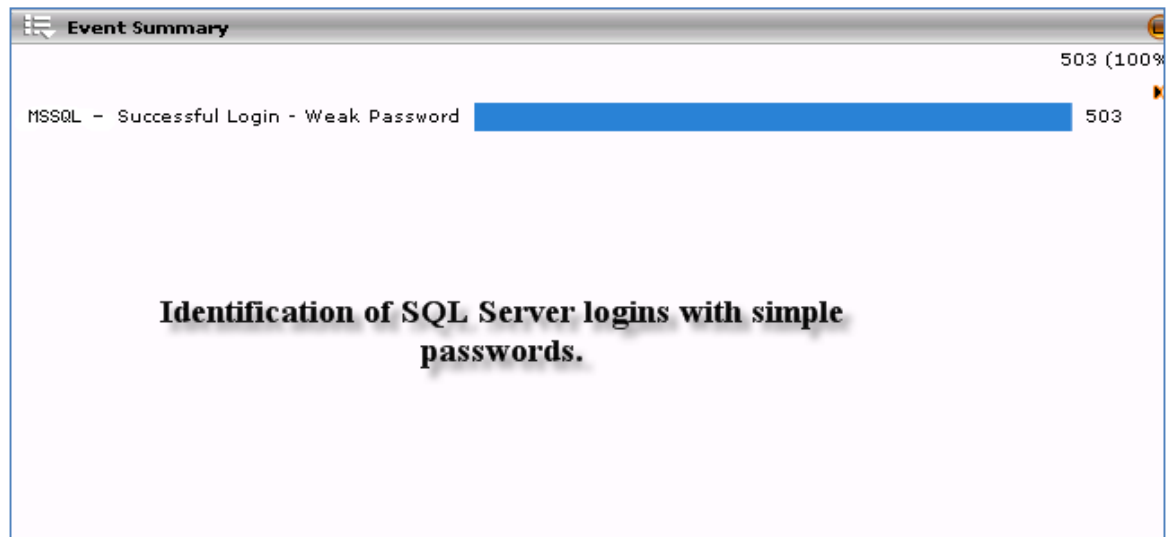 Event Summary
503 (100%
MSSQL - Successful Login - Weak Password 503
Identification of SQL Server logins with simple
passwords.